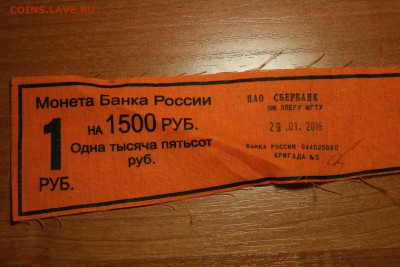 COINS.LAVE.RU
Монета Банка России
1
НА 1500 РУБ.
Одна тысяча пятьсот
руб.
РУБ.
ПАО СБЕРБАНК
29.01.2016
БАНКА РОССИИ 044525000
БРИГАДА №3